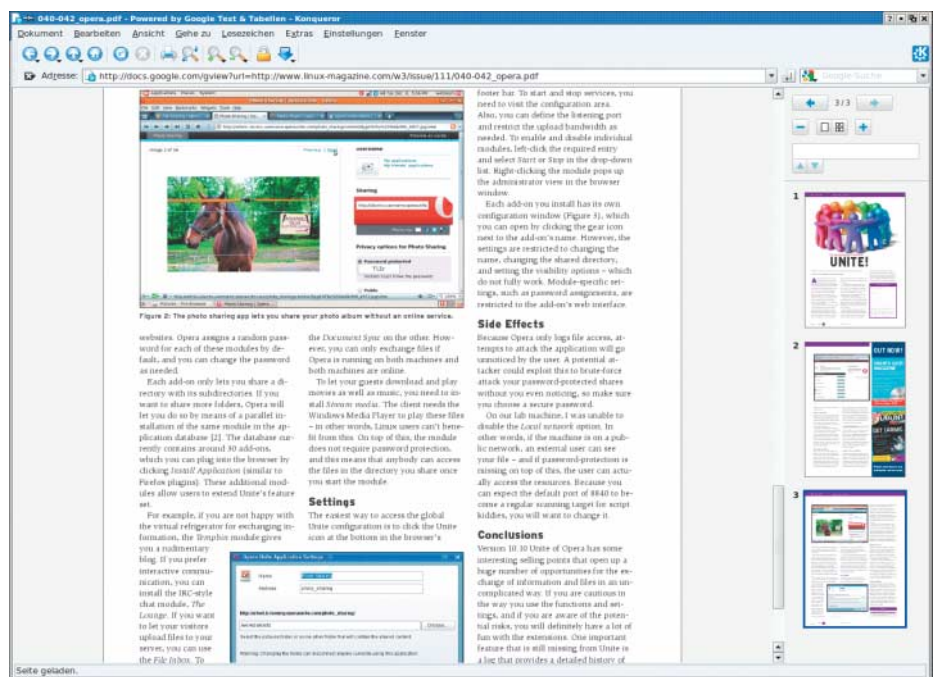 040-042_opera.pdf - Powered by Google Text & Tabellen - Konqueror
Dokument Bearbeiten Ansicht Gehe zu Lesezeichen Extras Einstellungen Fenster
Adresse: http://docs.google.com/gview?url=http://www.linux-magazine.com/w3/issue/111/040-042_opera.pdf
Google-Suche
Image 2 of 36
username
Sharing
Privacy options for Photo Sharing
Password protected
Public
Figure 2: The photo sharing app lets you share your photo album without an online service.
websites. Opera assigns a random pass-
word for each of these modules by de-
fault, and you can change the password
as needed.
Each add-on only lets you share a di-
rectory with its subdirectories. If you
want to share more folders, Opera will
let you do so by means of a parallel in-
stallation of the same module in the ap-
plication database [2]. The database cur-
rently contains around 30 add-ons,
which you can plug into the browser by
clicking Install Application (similar to
Firefox plugins). These additional mod-
ules allow users to extend Unite's feature
set.
For example, if you are not happy with
the virtual refrigerator for exchanging in-
formation, the Templix module gives
you a rudimentary
blog. If you prefer
interactive commu-
nication, you can
install the IRC-style
chat module, The
Lounge. If you want
to let your visitors
upload files to your
server, you can use
the File Inbox. To
the Document Sync on the other. How-
ever, you can only exchange files if
Opera is running on both machines and
both machines are online.
To let your guests download and play
movies as well as music, you need to in-
stall Stream media. The client needs the
Windows Media Player to play these files
– in other words, Linux users can't bene-
fit from this. On top of this, the module
does not require password protection,
and this means that anybody can access
the files in the directory you share once
you start the module.
Settings
The easiest way to access the global
Unite configuration is to click the Unite
icon at the bottom in the browser's
Opera Unite Application Settings
Name
Address
photo_sharing
Choose...
footer bar. To start and stop services, you
need to visit the configuration area.
Also, you can define the listening port
and restrict the upload bandwidth as
needed. To enable and disable individual
modules, left-click the required entry
and select Start or Stop in the drop-down
list. Right-clicking the module pops up
the administrator view in the browser
window.
Each add-on you install has its own
configuration window (Figure 3), which
you can open by clicking the gear icon
next to the add-on's name. However, the
settings are restricted to changing the
name, changing the shared directory,
and setting the visibility options – which
do not fully work. Module-specific set-
tings, such as password assignments, are
restricted to the add-on's web interface.
Side Effects
Because Opera only logs file access, at-
tempts to attack the application will go
unnoticed by the user. A potential at-
tacker could exploit this to brute-force
attack your password-protected shares
without you even noticing, so make sure
you choose a secure password.
On our lab machine, I was unable to
disable the Local network option. In
other words, if the machine is on a pub-
lic network, an external user can see
your file – and if password-protection is
missing on top of this, the user can actu-
ally access the resources. Because you
can expect the default port of 8840 to be-
come a regular scanning target for script
kiddies, you will want to change it.
Conclusions
Version 10.10 Unite of Opera has some
interesting selling points that open up a
huge number of opportunities for the ex-
change of information and files in an un-
complicated way. If you are cautious in
the way you use the functions and set-
tings, and if you are aware of the poten-
tial risks, you will definitely have a lot of
fun with the extensions. One important
feature that is still missing from Unite is
a log that provides a detailed history of
3/3
1
UNITE!
2
OUT NOW!
3
Seite geladen.